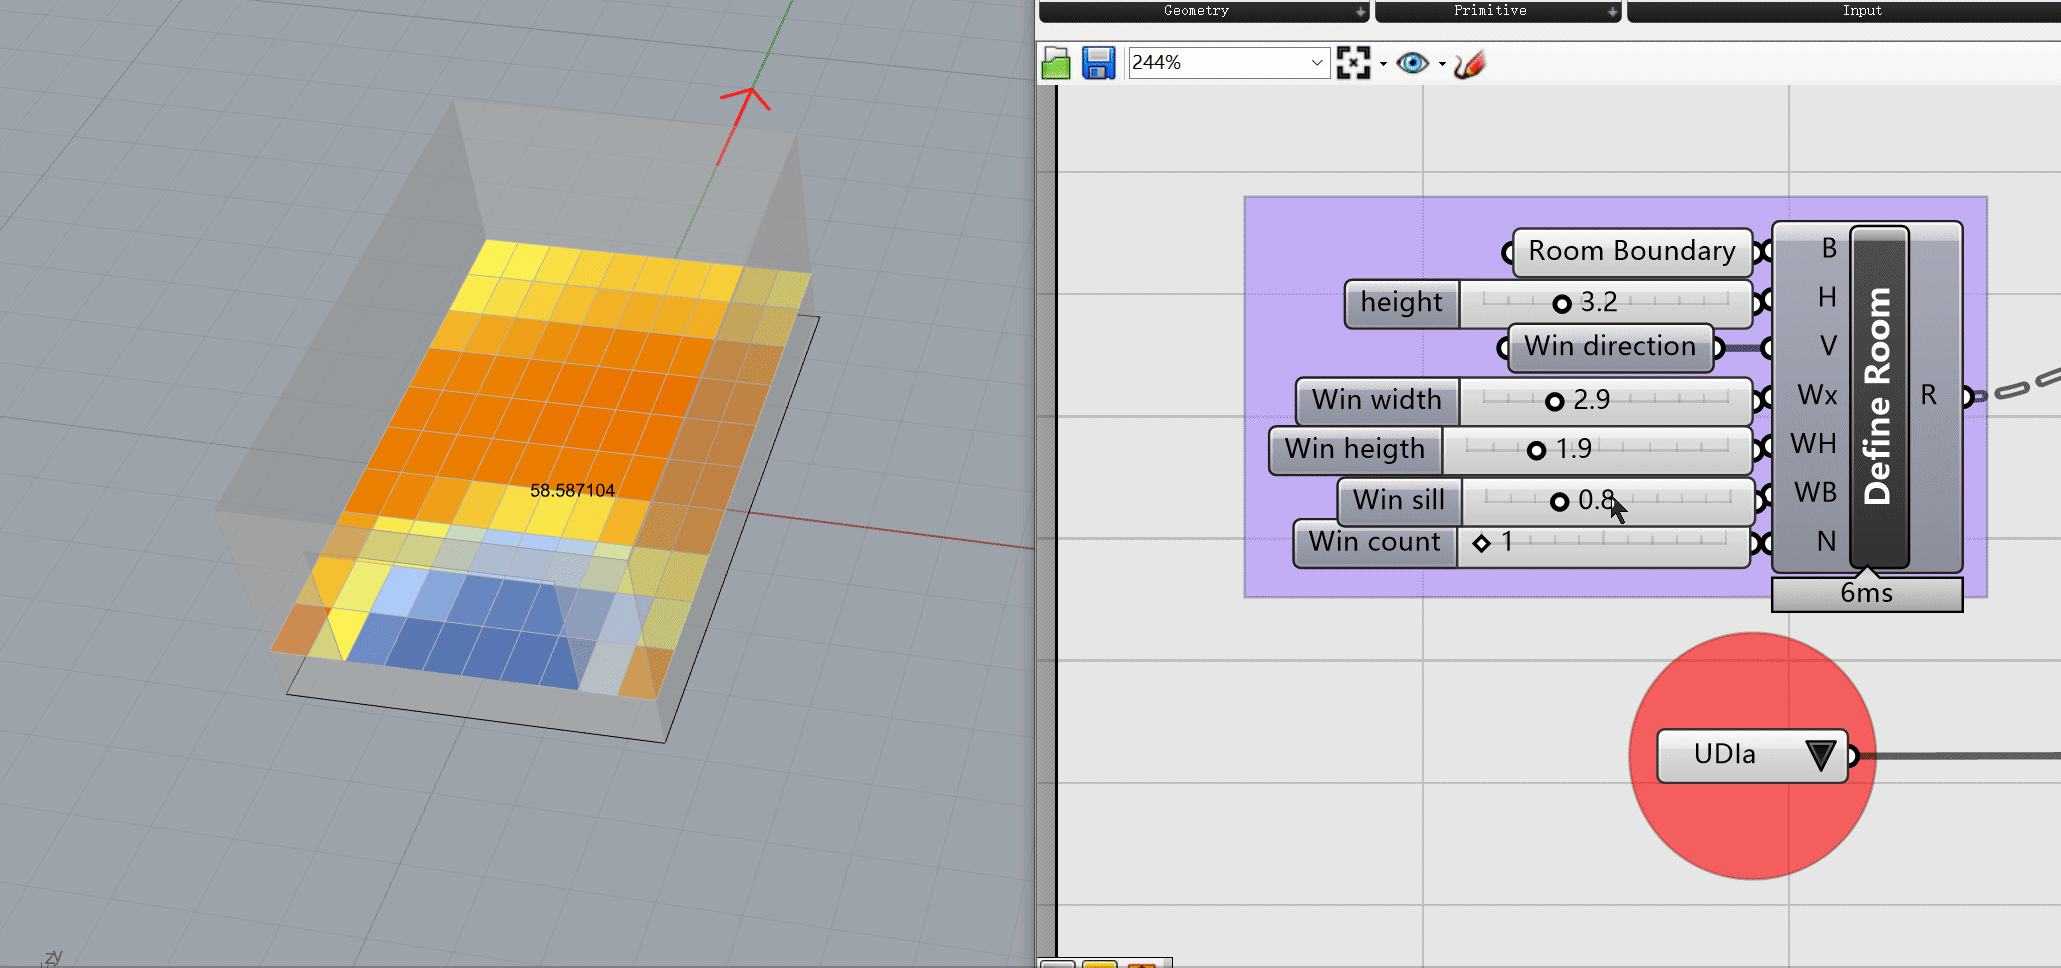 Geometry
Primitive
Input
244%
Room Boundary
height
3.2
Win direction
Win width
2.9
Win heigth
1.9
Win sill
0.8
Win count
1
B
H
V
Wx
WH
WB
N
Define Room
R
6ms
UDIa
58.587104
zy